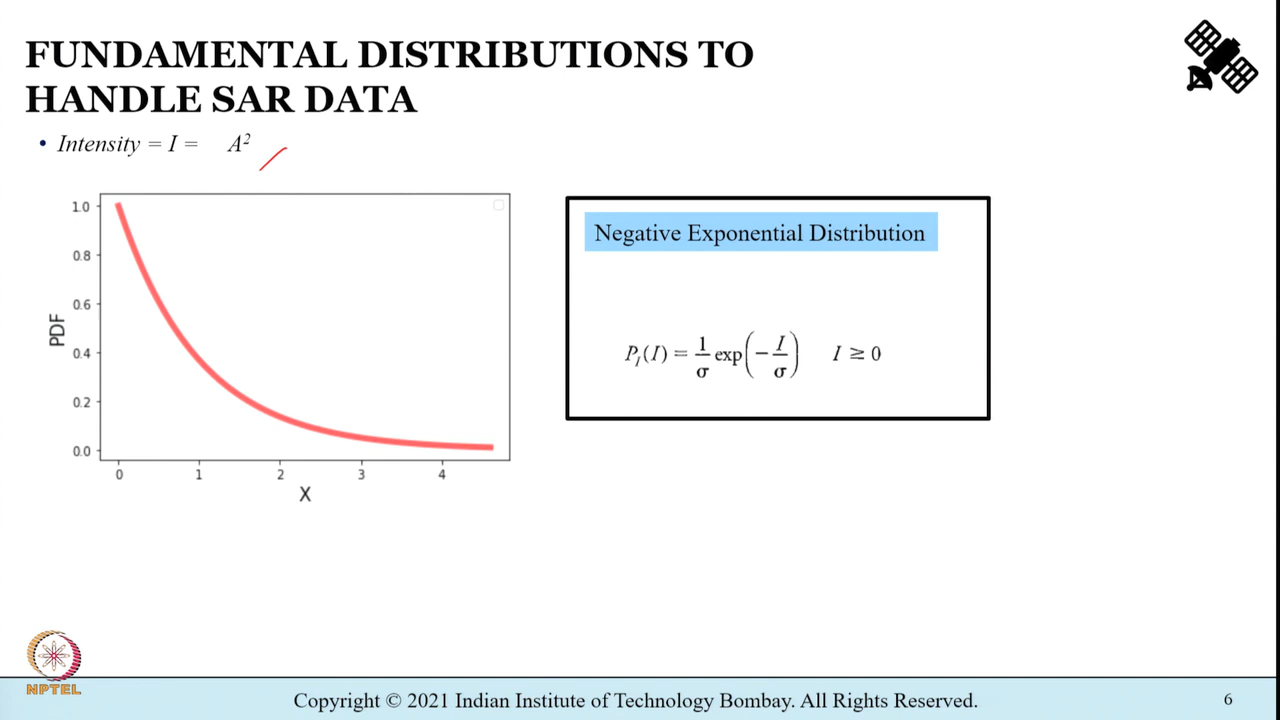 FUNDAMENTAL DISTRIBUTIONS TO
HANDLE SAR DATA
• Intensity = I = A²
1.0
0.8
0.6
0.4
0.2
0.0
PDF
0 1 2 3 4
X
Negative Exponential Distribution
P_I(I) = 1/σ exp(−I/σ) I ≥ 0
NPTEL
Copyright © 2021 Indian Institute of Technology Bombay. All Rights Reserved.
6